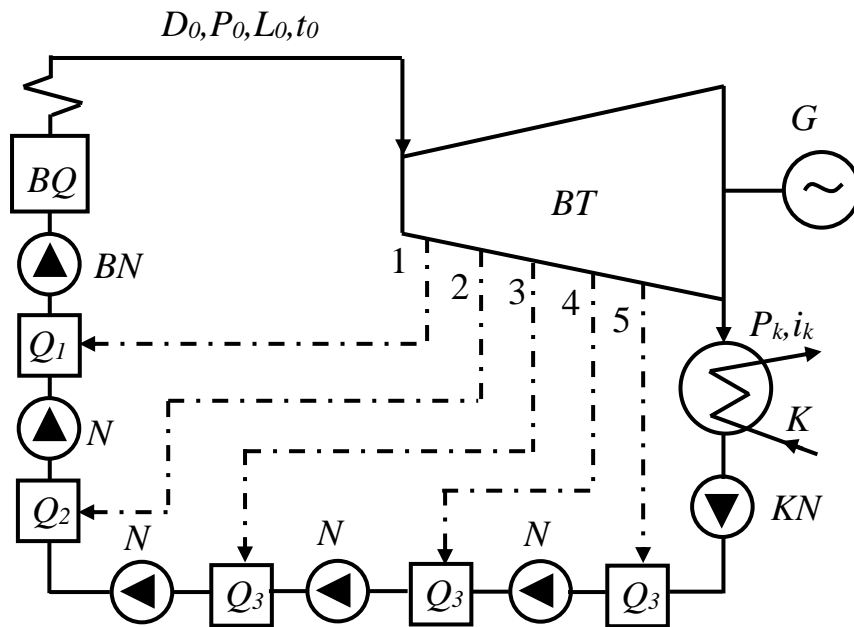 D₀,P₀,L₀,t₀
G
BQ
BT
BN
1
2
3
4
5
Q₁
Pₖ,iₖ
N
K
Q₂
KN
N
N
N
Q₃
Q₃
Q₃